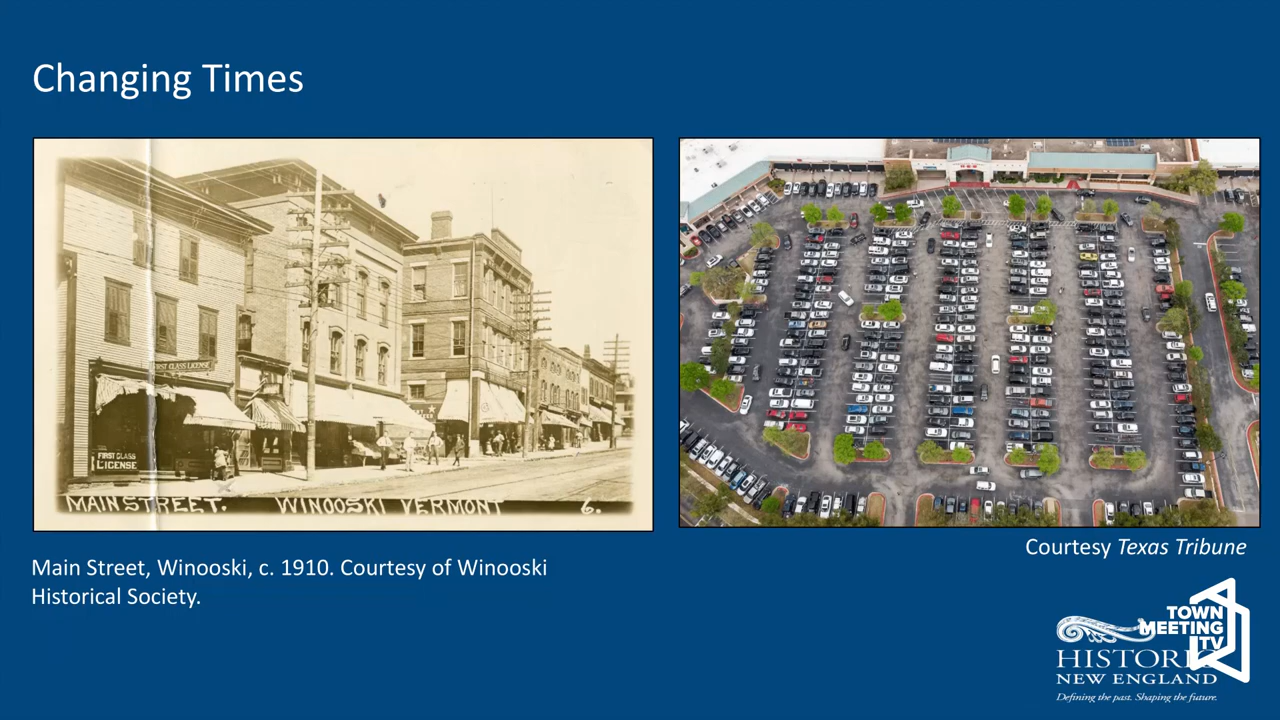 Changing Times
FIRST CLASS LICENSE
FIRST CLASS
LICENSE
MAIN STREET. WINOOSKI VERMONT 6.
Main Street, Winooski, c. 1910. Courtesy of Winooski
Historical Society.
Courtesy Texas Tribune
TOWN
MEETING
TV
HISTORIC
NEW ENGLAND
Defining the past. Shaping the future.